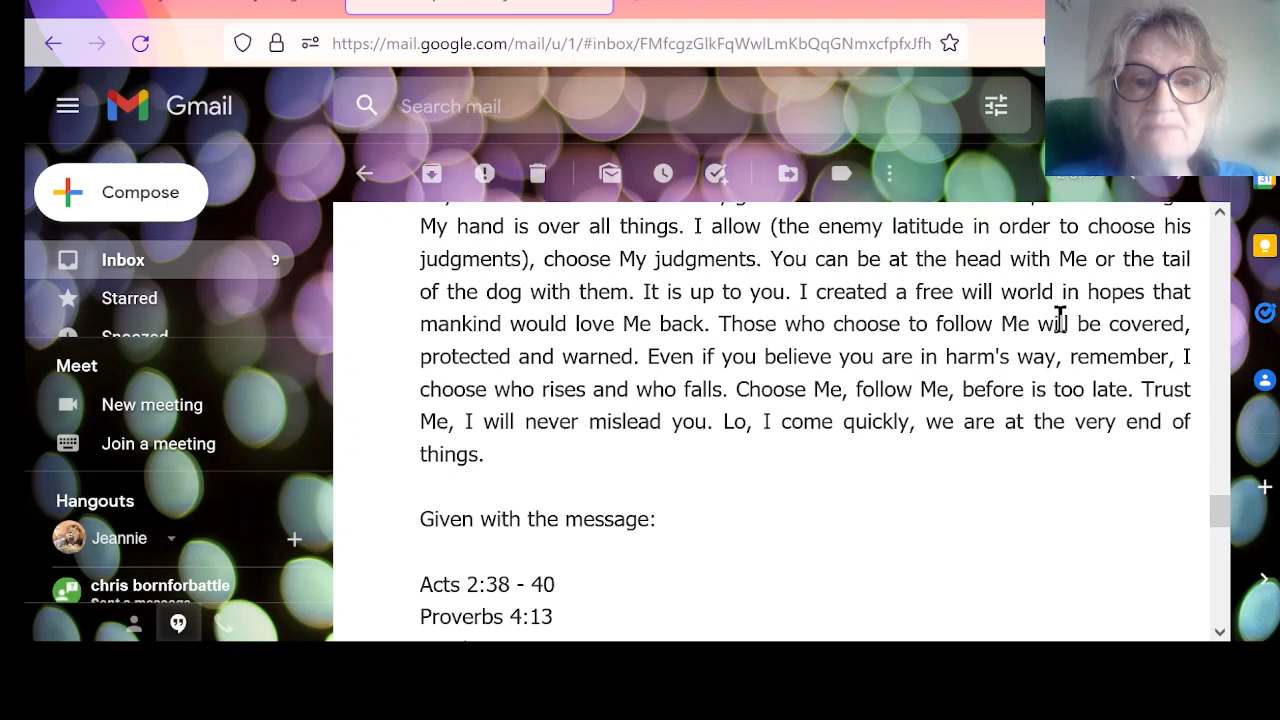 https://mail.google.com/mail/u/1/#inbox/FMfcgzGlkFqWwlLmKbQqGNmxcfpfxJfh
Gmail
Search mail
Compose
Inbox 9
Starred
Snoozed
Meet
New meeting
Join a meeting
Hangouts
Jeannie
chris bornforbattle
Sent a message
My hand is over all things. I allow (the enemy latitude in order to choose his
judgments), choose My judgments. You can be at the head with Me or the tail
of the dog with them. It is up to you. I created a free will world in hopes that
mankind would love Me back. Those who choose to follow Me will be covered,
protected and warned. Even if you believe you are in harm's way, remember, I
choose who rises and who falls. Choose Me, follow Me, before is too late. Trust
Me, I will never mislead you. Lo, I come quickly, we are at the very end of
things.
Given with the message:
Acts 2:38 - 40
Proverbs 4:13
31